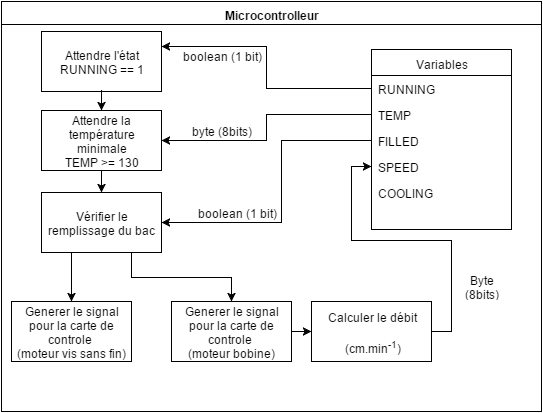 Microcontrolleur
Attendre l'état
RUNNING == 1
boolean (1 bit)
Variables
RUNNING
TEMP
FILLED
SPEED
COOLING
Attendre la
température
minimale
TEMP >= 130
byte (8bits)
Vérifier le
remplissage du bac
boolean (1 bit)
Byte
(8bits)
Generer le signal
pour la carte de
controle
(moteur vis sans fin)
Generer le signal
pour la carte de
controle
(moteur bobine)
Calculer le débit
(cm.min⁻¹)